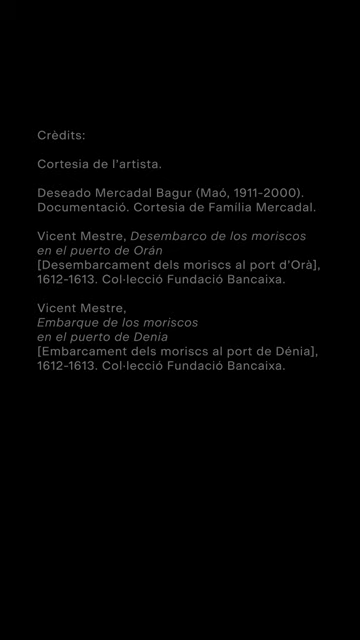 Crèdits:
Cortesia de l'artista.
Deseado Mercadal Bagur (Maó, 1911-2000).
Documentació. Cortesia de Família Mercadal.
Vicent Mestre, Desembarco de los moriscos
en el puerto de Orán
[Desembarcament dels moriscs al port d'Orà],
1612-1613. Col·lecció Fundació Bancaixa.
Vicent Mestre,
Embarque de los moriscos
en el puerto de Denia
[Embarcament dels moriscs al port de Dénia],
1612-1613. Col·lecció Fundació Bancaixa.